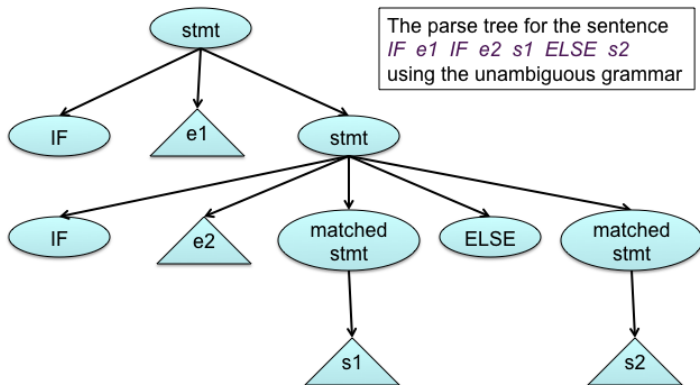 stmt
The parse tree for the sentence
IF e1 IF e2 s1 ELSE s2
using the unambiguous grammar
IF
e1
stmt
IF
e2
matched
stmt
ELSE
matched
stmt
s1
s2